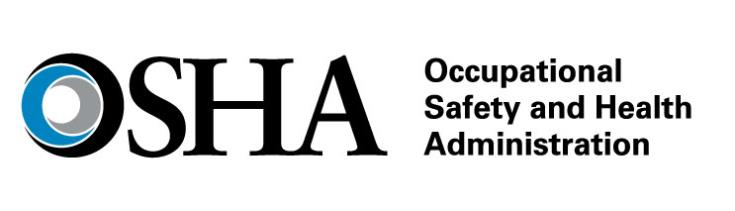 OSHA
Occupational
Safety and Health
Administration